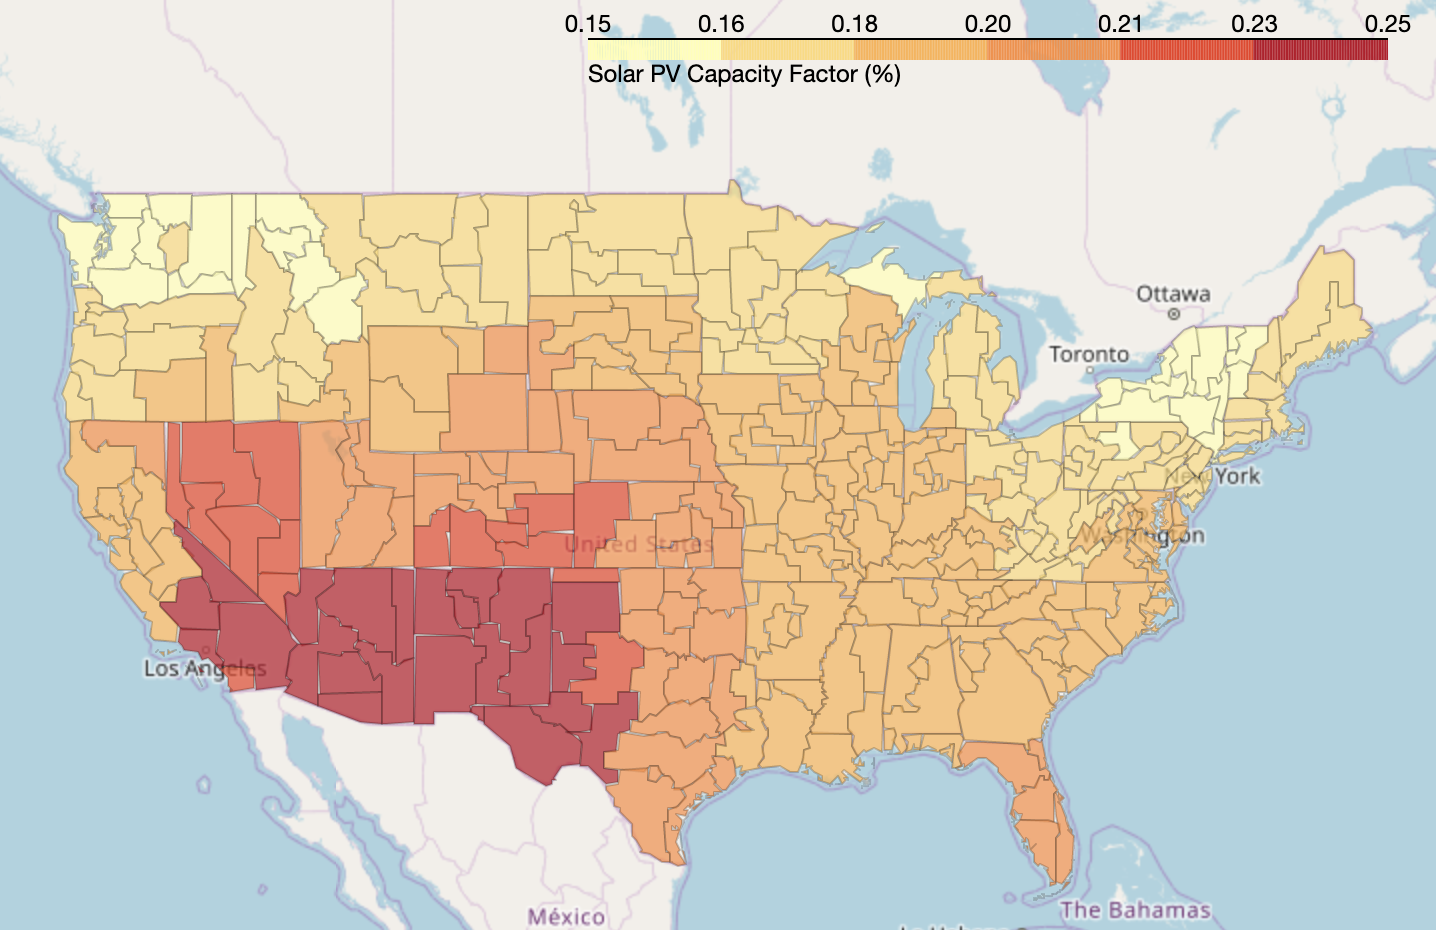 0.15 0.16 0.18 0.20 0.21 0.23 0.25
Solar PV Capacity Factor (%)
Ottawa
Toronto
New York
Washington
United States
Los Angeles
México
The Bahamas